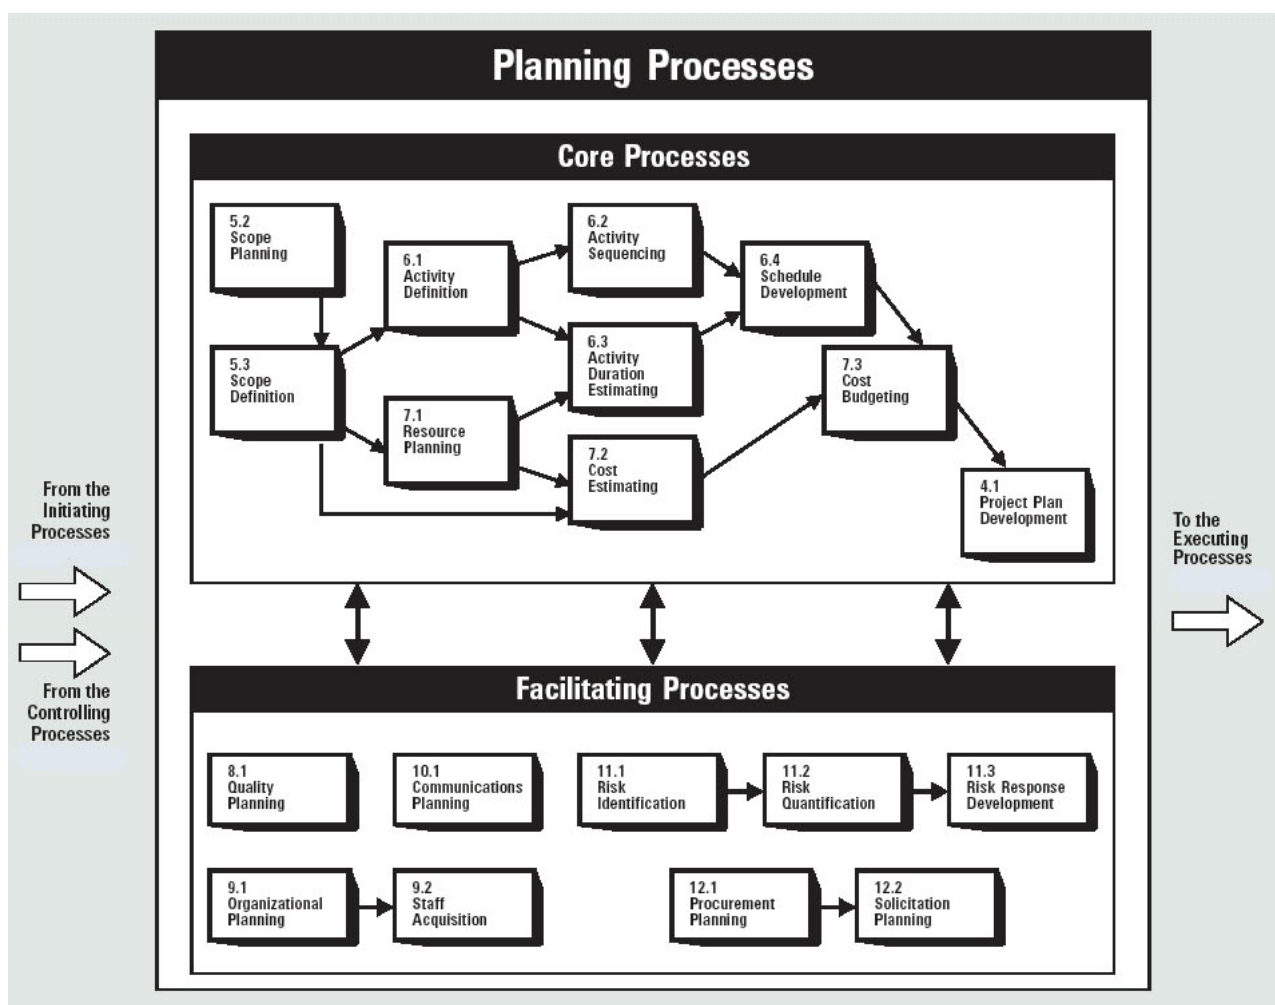 Planning Processes
Core Processes
5.2
Scope
Planning
6.1
Activity
Definition
6.2
Activity
Sequencing
6.4
Schedule
Development
5.3
Scope
Definition
6.3
Activity
Duration
Estimating
7.3
Cost
Budgeting
7.1
Resource
Planning
7.2
Cost
Estimating
4.1
Project Plan
Development
From the
Initiating
Processes
To the
Executing
Processes
From the
Controlling
Processes
Facilitating Processes
8.1
Quality
Planning
10.1
Communications
Planning
11.1
Risk
Identification
11.2
Risk
Quantification
11.3
Risk Response
Development
9.1
Organizational
Planning
9.2
Staff
Acquisition
12.1
Procurement
Planning
12.2
Solicitation
Planning